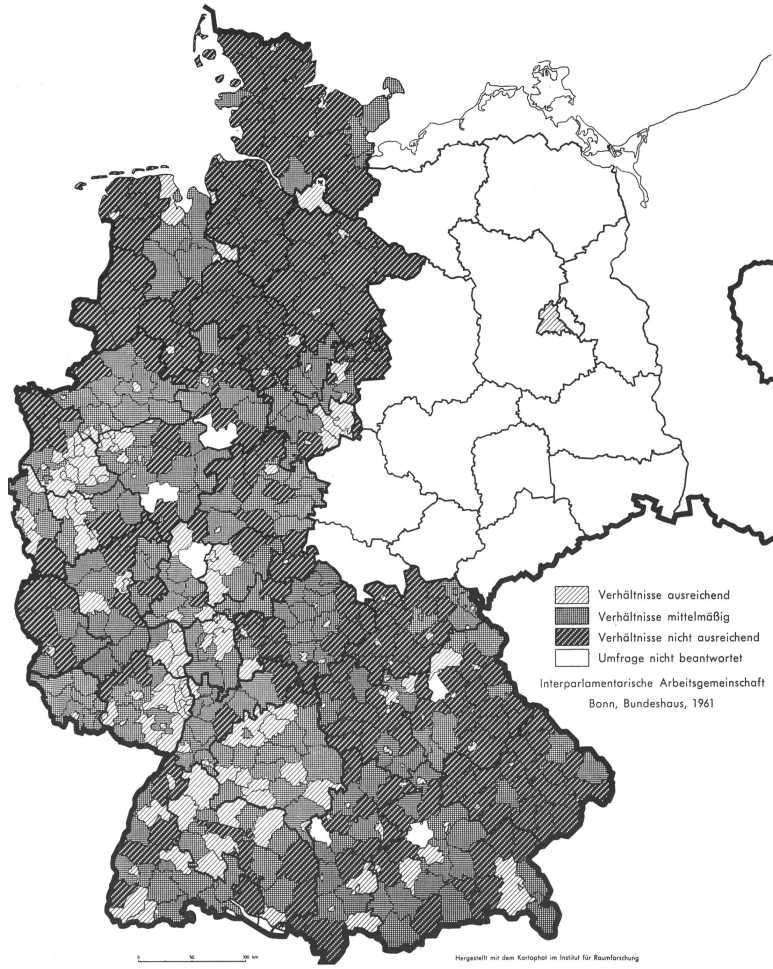 Verhältnisse ausreichend
Verhältnisse mittelmäßig
Verhältnisse nicht ausreichend
Umfrage nicht beantwortet
Interparlamentarische Arbeitsgemeinschaft
Bonn, Bundeshaus, 1961
0 50 100 km
Hergestellt mit dem Kartophot im Institut für Raumforschung